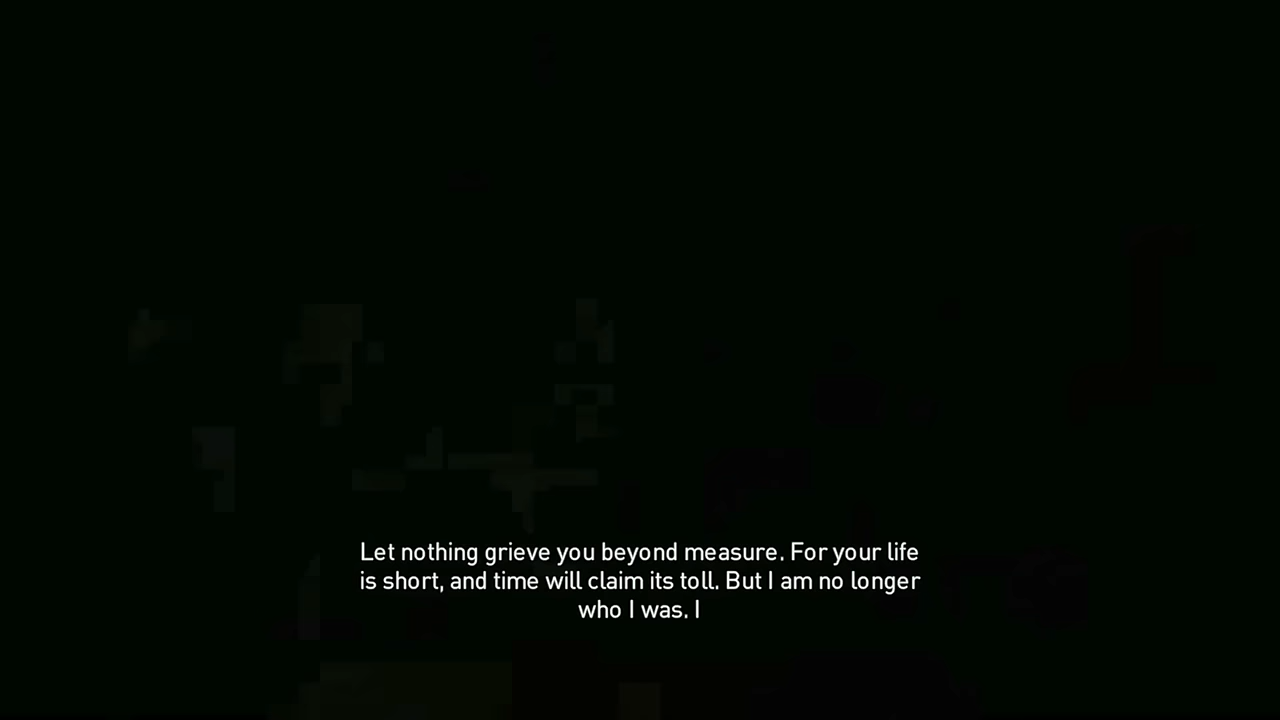 Let nothing grieve you beyond measure. For your life
is short, and time will claim its toll. But I am no longer
who I was. I